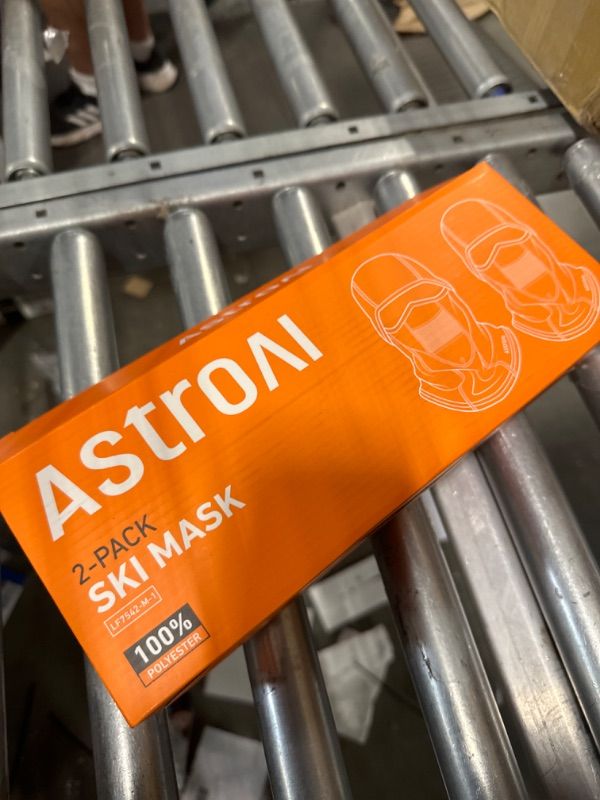 AstroAI
2-PACK
SKI MASK
LF7542-M-1
100%
POLYESTER